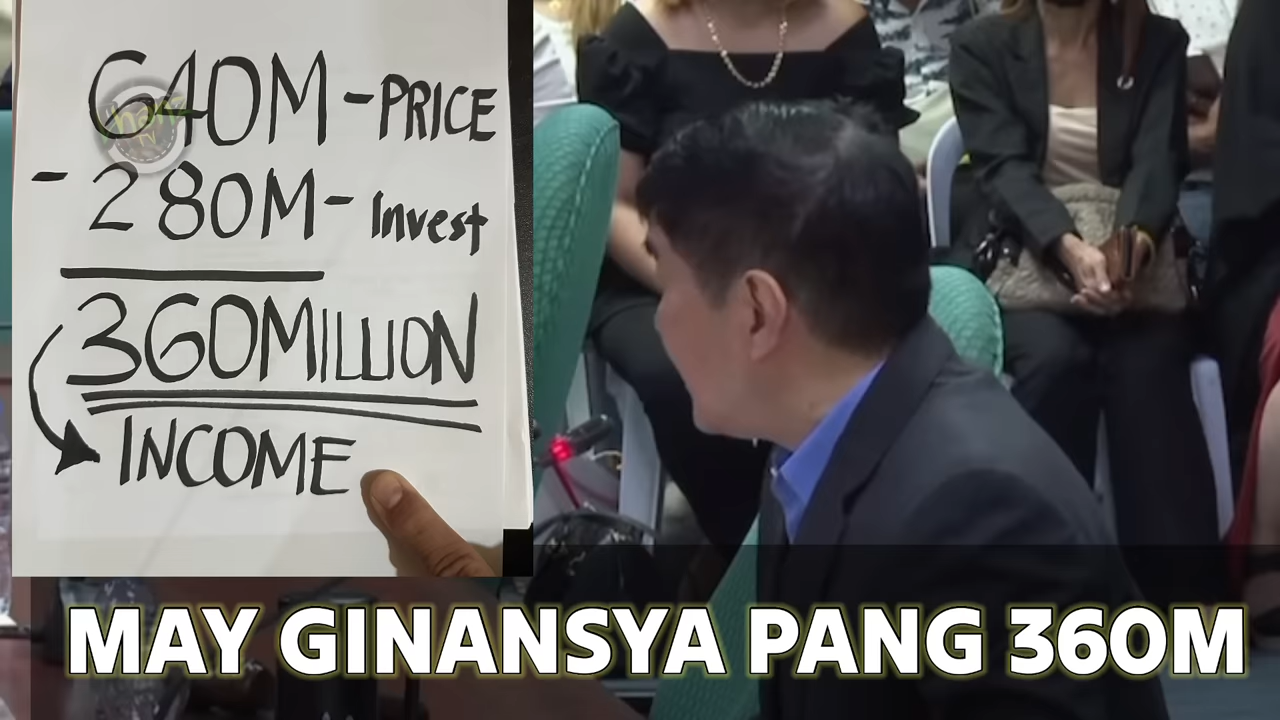 640M - PRICE
- 280M - Invest
360MILLION
INCOME
MAY GINANSYA PANG 360M